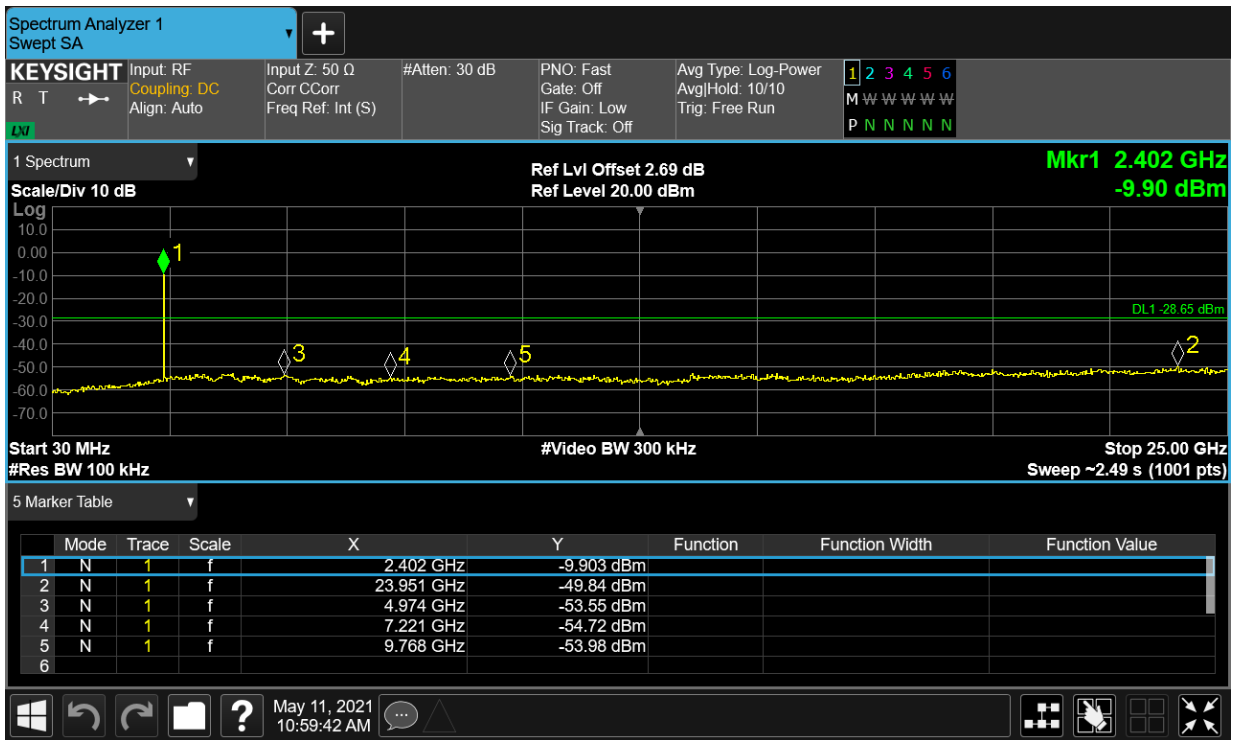 Spectrum Analyzer 1
Swept SA
+
KEYSIGHT Input: RF Input Z: 50 Ω #Atten: 30 dB PNO: Fast Avg Type: Log-Power 1 2 3 4 5 6
R T Coupling: DC Corr CCorr Gate: Off Avg|Hold: 10/10 M W W W W W
Align: Auto Freq Ref: Int (S) IF Gain: Low Trig: Free Run P N N N N N
LXI Sig Track: Off
1 Spectrum
Scale/Div 10 dB
Ref Lvl Offset 2.69 dB
Ref Level 20.00 dBm
Mkr1 2.402 GHz
-9.90 dBm
Log
10.0
0.00
-10.0
-20.0
-30.0
-40.0
-50.0
-60.0
-70.0
1
DL1 -28.65 dBm
3
4
5
2
Start 30 MHz #Video BW 300 kHz Stop 25.00 GHz
#Res BW 100 kHz Sweep ~2.49 s (1001 pts)
5 Marker Table
Mode Trace Scale X Y Function Function Width Function Value
1 N 1 f 2.402 GHz -9.903 dBm
2 N 1 f 23.951 GHz -49.84 dBm
3 N 1 f 4.974 GHz -53.55 dBm
4 N 1 f 7.221 GHz -54.72 dBm
5 N 1 f 9.768 GHz -53.98 dBm
6
? May 11, 2021
10:59:42 AM